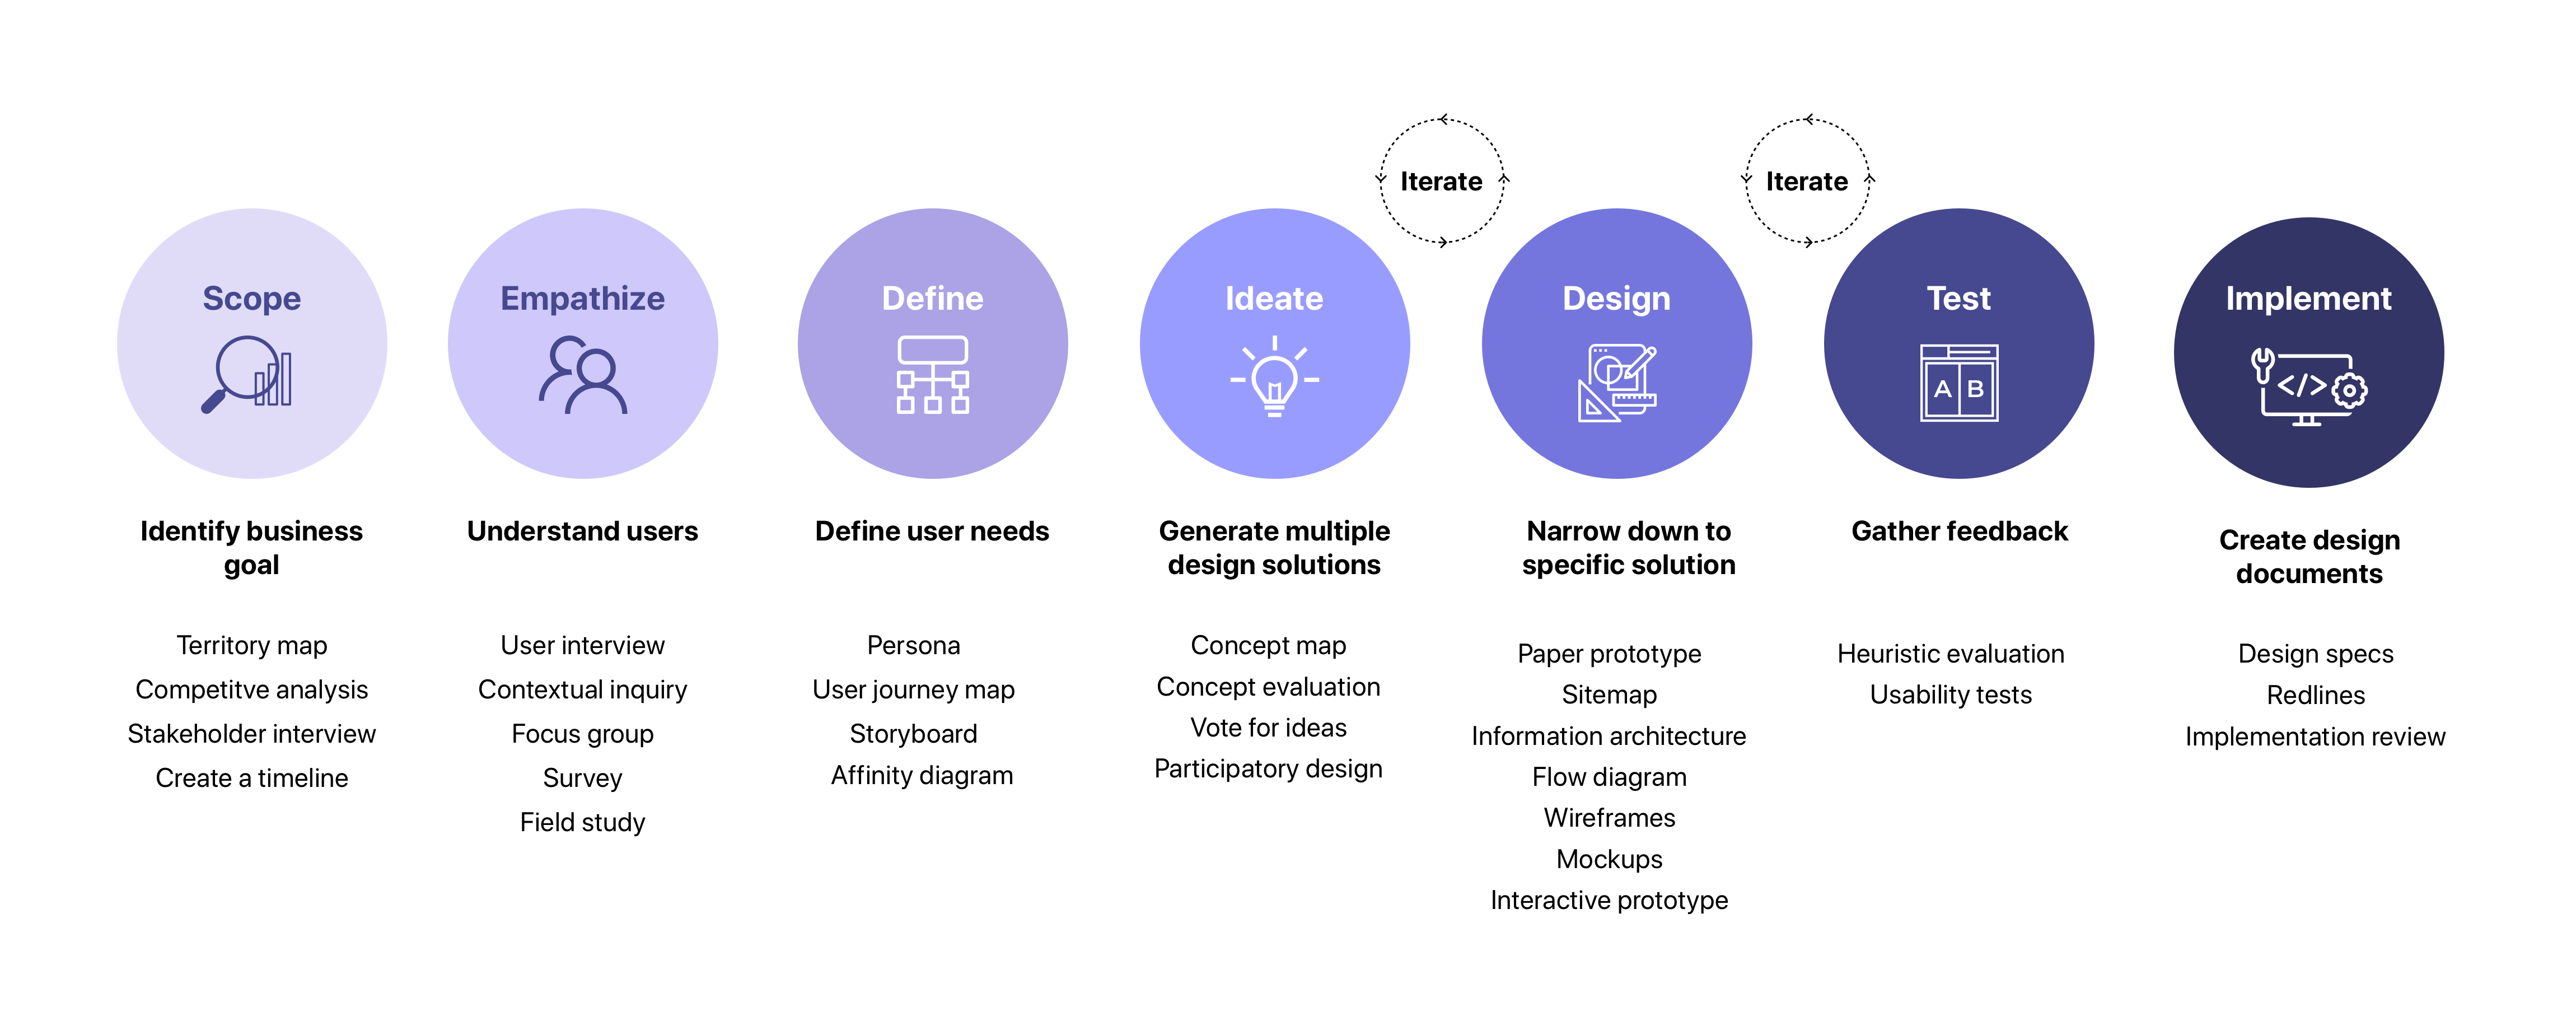 Iterate
Iterate
Scope
Empathize
Define
Ideate
Design
Test
Implement
A B
</>
Identify business
goal
Territory map
Competitve analysis
Stakeholder interview
Create a timeline
Understand users
User interview
Contextual inquiry
Focus group
Survey
Field study
Define user needs
Persona
User journey map
Storyboard
Affinity diagram
Generate multiple
design solutions
Concept map
Concept evaluation
Vote for ideas
Participatory design
Narrow down to
specific solution
Paper prototype
Sitemap
Information architecture
Flow diagram
Wireframes
Mockups
Interactive prototype
Gather feedback
Heuristic evaluation
Usability tests
Create design
documents
Design specs
Redlines
Implementation review